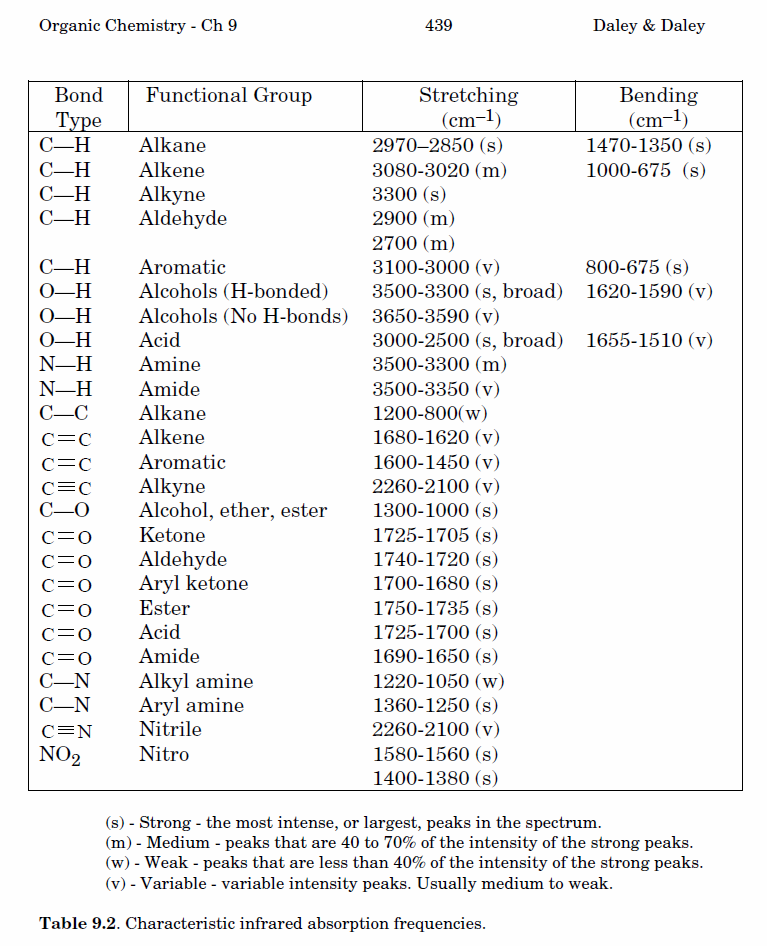 Organic Chemistry - Ch 9 439 Daley & Daley
Bond Type Functional Group Stretching (cm–1) Bending (cm–1)
C—H Alkane 2970–2850 (s) 1470-1350 (s)
C—H Alkene 3080-3020 (m) 1000-675 (s)
C—H Alkyne 3300 (s)
C—H Aldehyde 2900 (m)
2700 (m)
C—H Aromatic 3100-3000 (v) 800-675 (s)
O—H Alcohols (H-bonded) 3500-3300 (s, broad) 1620-1590 (v)
O—H Alcohols (No H-bonds) 3650-3590 (v)
O—H Acid 3000-2500 (s, broad) 1655-1510 (v)
N—H Amine 3500-3300 (m)
N—H Amide 3500-3350 (v)
C—C Alkane 1200-800(w)
C=C Alkene 1680-1620 (v)
C=C Aromatic 1600-1450 (v)
C≡C Alkyne 2260-2100 (v)
C—O Alcohol, ether, ester 1300-1000 (s)
C=O Ketone 1725-1705 (s)
C=O Aldehyde 1740-1720 (s)
C=O Aryl ketone 1700-1680 (s)
C=O Ester 1750-1735 (s)
C=O Acid 1725-1700 (s)
C=O Amide 1690-1650 (s)
C—N Alkyl amine 1220-1050 (w)
C—N Aryl amine 1360-1250 (s)
C≡N Nitrile 2260-2100 (v)
NO2 Nitro 1580-1560 (s)
1400-1380 (s)
(s) - Strong - the most intense, or largest, peaks in the spectrum.
(m) - Medium - peaks that are 40 to 70% of the intensity of the strong peaks.
(w) - Weak - peaks that are less than 40% of the intensity of the strong peaks.
(v) - Variable - variable intensity peaks. Usually medium to weak.
Table 9.2. Characteristic infrared absorption frequencies.